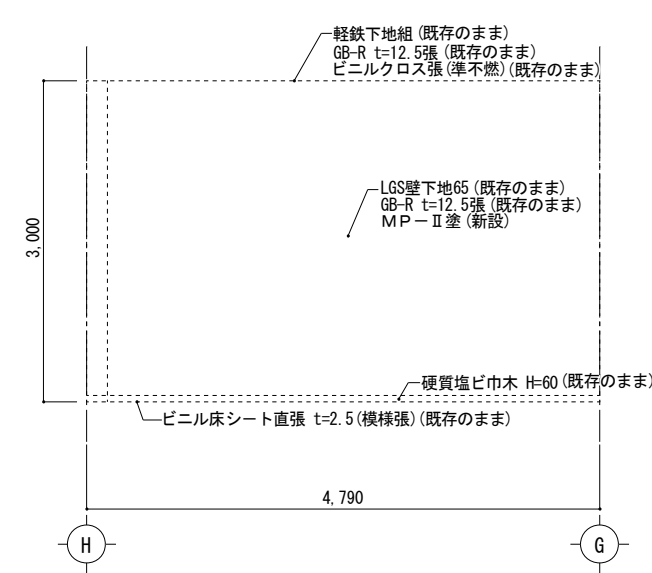 軽鉄下地組(既存のまま)
GB-R t=12.5張(既存のまま)
ビニルクロス張(準不燃)(既存のまま)
LGS壁下地65(既存のまま)
GB-R t=12.5張(既存のまま)
MP-Ⅱ塗(新設)
3,000
硬質塩ビ巾木 H=60(既存のまま)
ビニル床シート直張 t=2.5(模様張)(既存のまま)
4,790
H
G